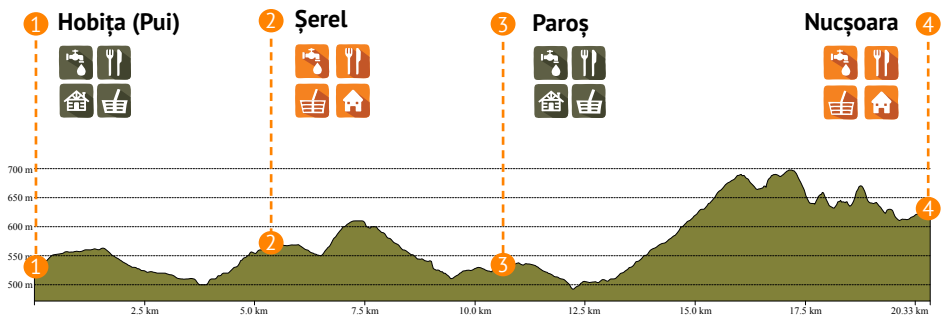 1 Hobița (Pui)
2 Șerel
3 Paroș
Nucșoara 4
700 m
650 m
600 m
550 m
500 m
1
2
3
4
2.5 km
5.0 km
7.5 km
10.0 km
12.5 km
15.0 km
17.5 km
20.33 km